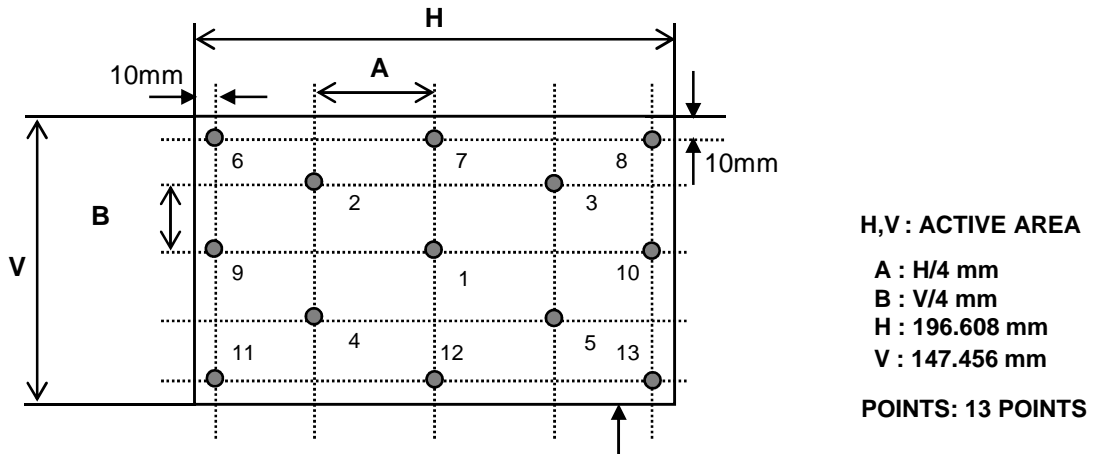 H
10mm
A
6
7
8
10mm
2
3
B
H,V : ACTIVE AREA
V
9
1
10
A : H/4 mm
B : V/4 mm
H : 196.608 mm
4
5
11
12
13
V : 147.456 mm
POINTS: 13 POINTS